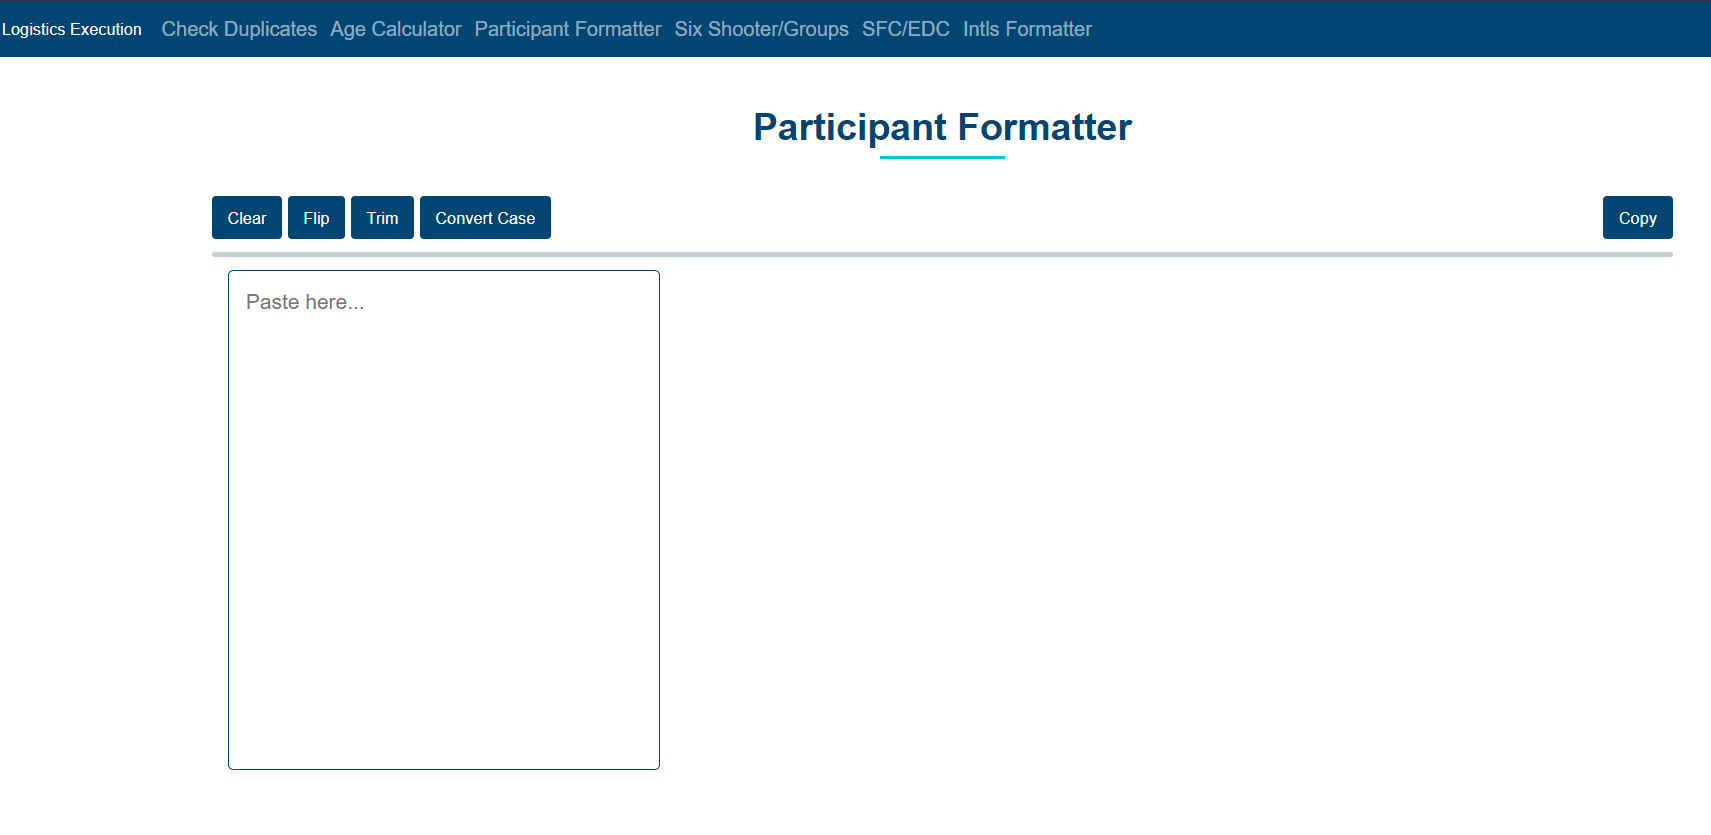 Logistics Execution Check Duplicates Age Calculator Participant Formatter Six Shooter/Groups SFC/EDC Intls Formatter
Participant Formatter
Clear Flip Trim Convert Case Copy
Paste here...